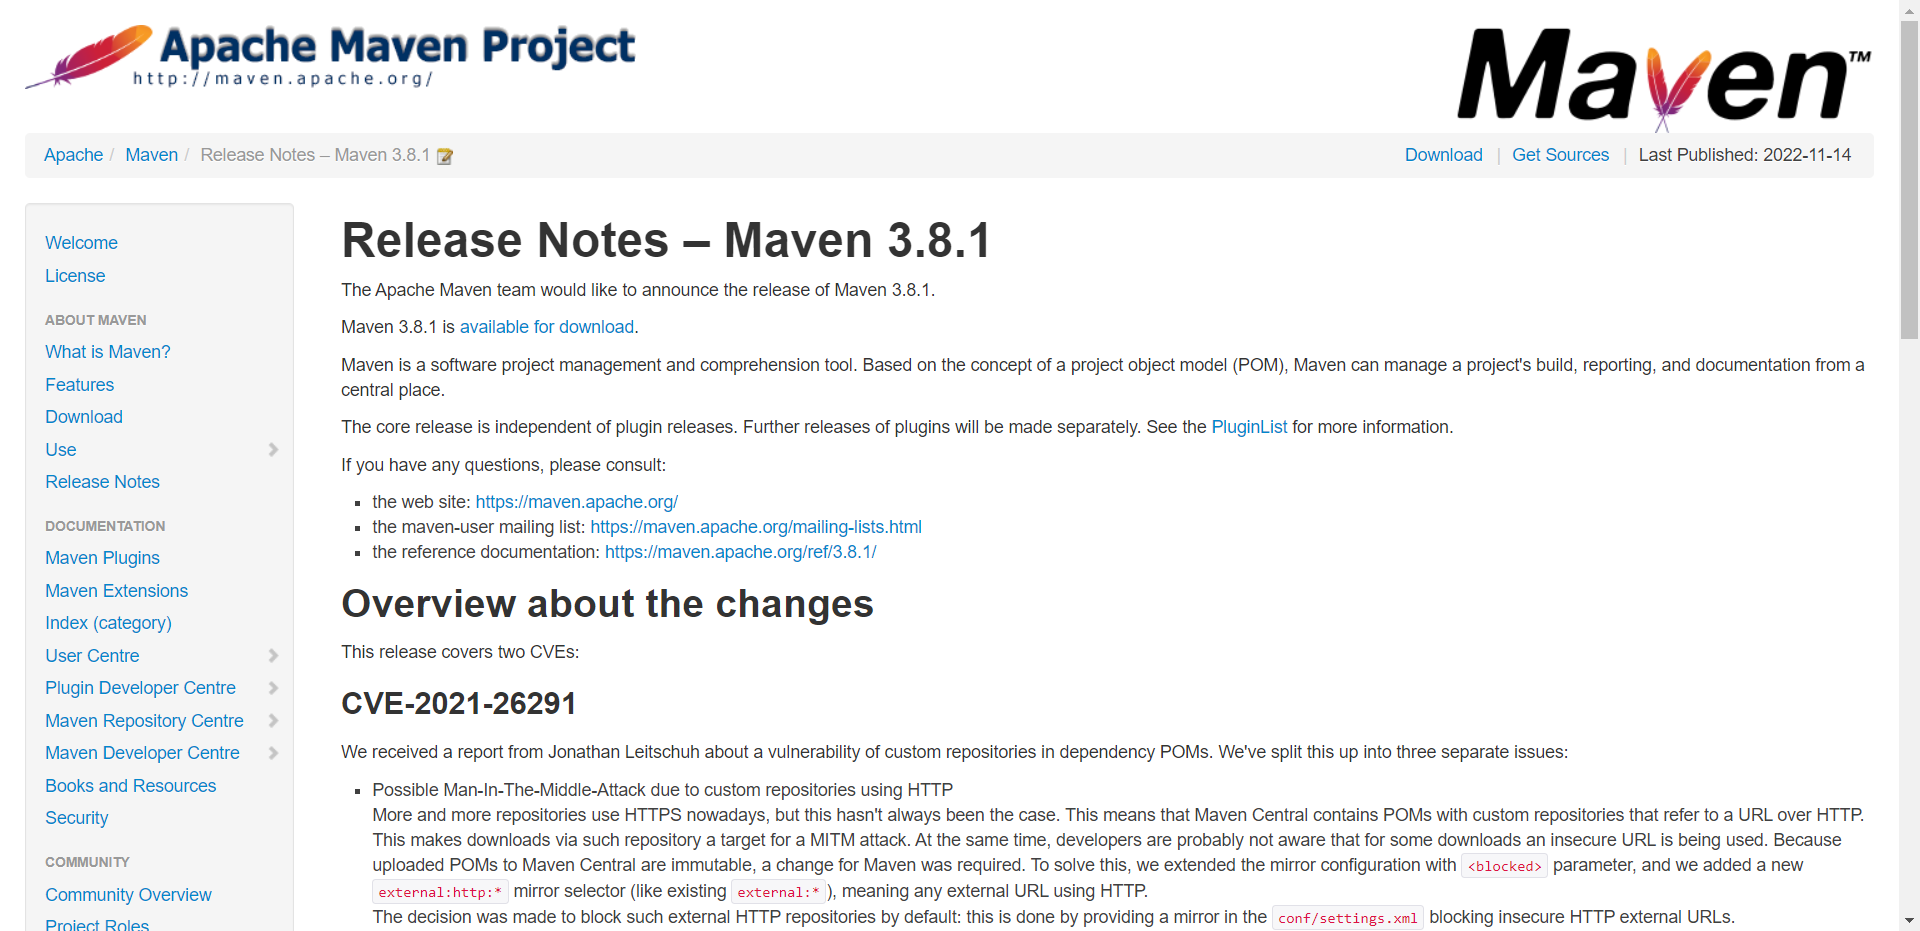 Apache Maven Project
http://maven.apache.org/
Maven™
Apache / Maven / Release Notes – Maven 3.8.1
Download | Get Sources | Last Published: 2022-11-14
Welcome
License
ABOUT MAVEN
What is Maven?
Features
Download
Use
Release Notes
DOCUMENTATION
Maven Plugins
Maven Extensions
Index (category)
User Centre
Plugin Developer Centre
Maven Repository Centre
Maven Developer Centre
Books and Resources
Security
COMMUNITY
Community Overview
Project Roles
Release Notes – Maven 3.8.1
The Apache Maven team would like to announce the release of Maven 3.8.1.
Maven 3.8.1 is available for download.
Maven is a software project management and comprehension tool. Based on the concept of a project object model (POM), Maven can manage a project's build, reporting, and documentation from a
central place.
The core release is independent of plugin releases. Further releases of plugins will be made separately. See the PluginList for more information.
If you have any questions, please consult:
the web site: https://maven.apache.org/
the maven-user mailing list: https://maven.apache.org/mailing-lists.html
the reference documentation: https://maven.apache.org/ref/3.8.1/
Overview about the changes
This release covers two CVEs:
CVE-2021-26291
We received a report from Jonathan Leitschuh about a vulnerability of custom repositories in dependency POMs. We've split this up into three separate issues:
Possible Man-In-The-Middle-Attack due to custom repositories using HTTP
More and more repositories use HTTPS nowadays, but this hasn't always been the case. This means that Maven Central contains POMs with custom repositories that refer to a URL over HTTP.
This makes downloads via such repository a target for a MITM attack. At the same time, developers are probably not aware that for some downloads an insecure URL is being used. Because
uploaded POMs to Maven Central are immutable, a change for Maven was required. To solve this, we extended the mirror configuration with <blocked> parameter, and we added a new
external:http:* mirror selector (like existing external:*), meaning any external URL using HTTP.
The decision was made to block such external HTTP repositories by default: this is done by providing a mirror in the conf/settings.xml blocking insecure HTTP external URLs.